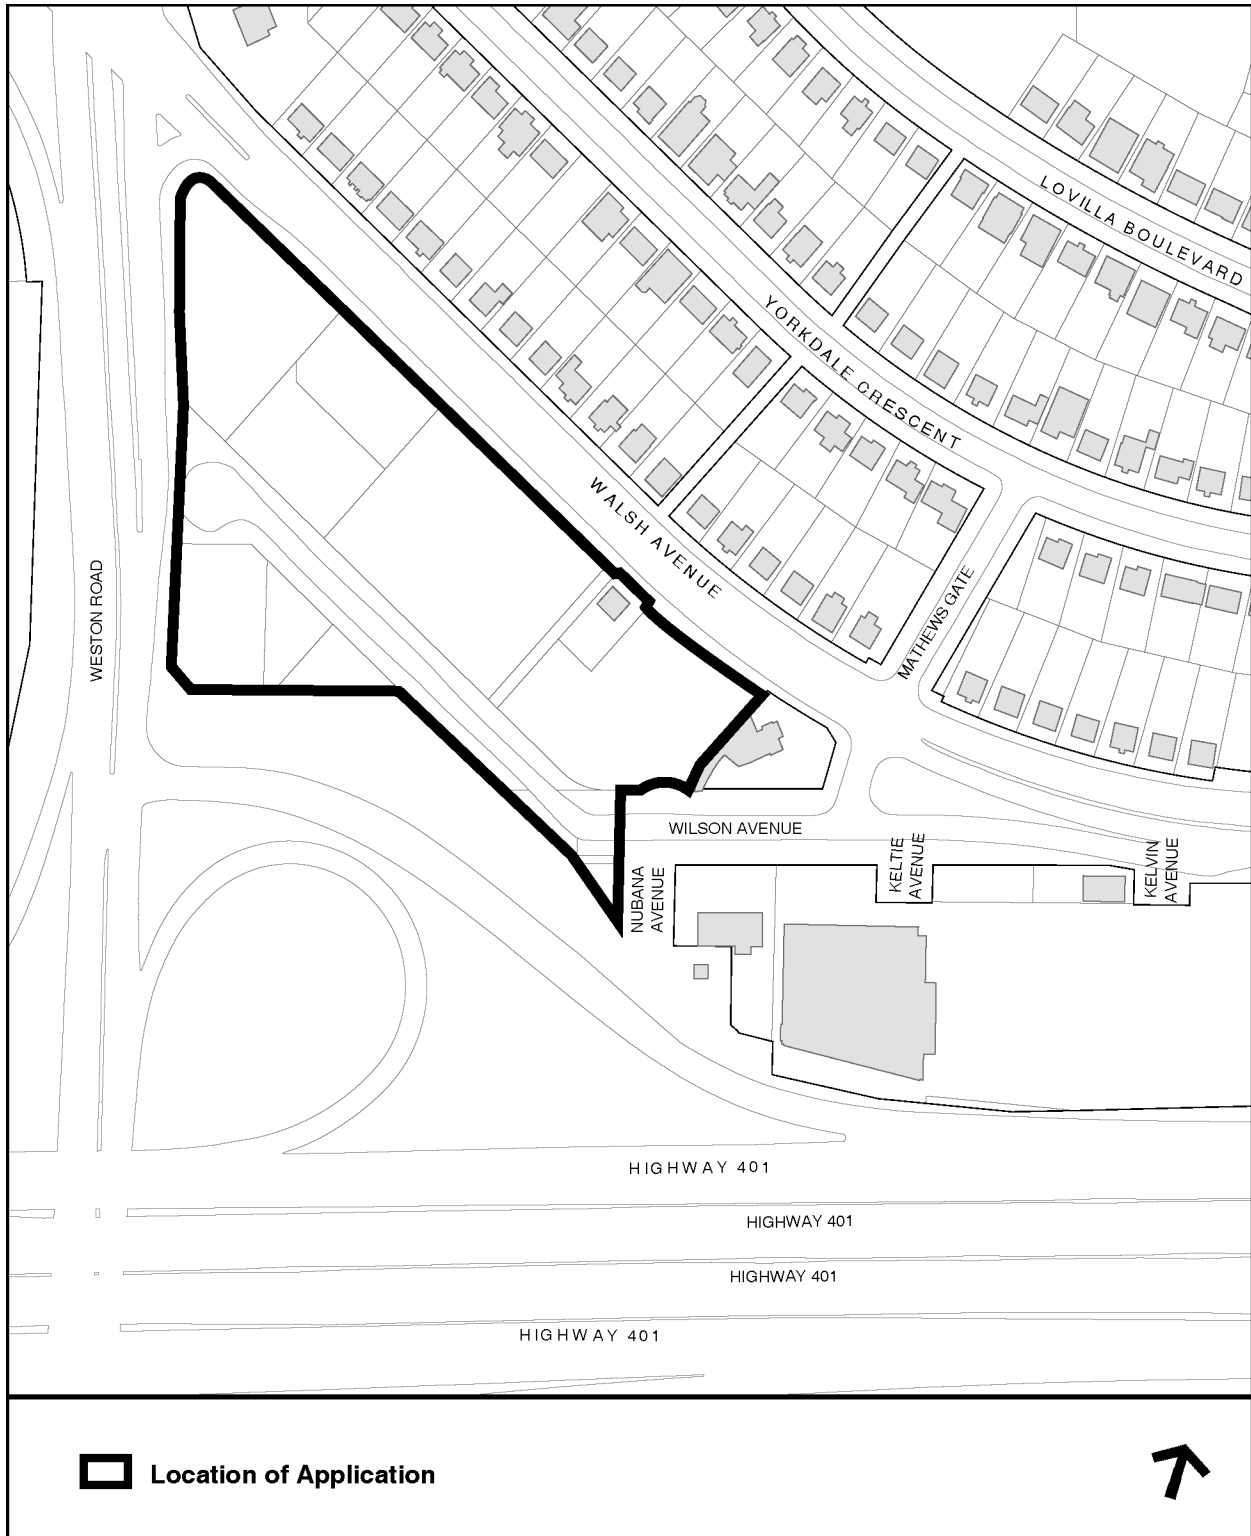 LOVILLA BOULEVARD
YORKDALE CRESCENT
WALSH AVENUE
MATHEWS GATE
WESTON ROAD
WILSON AVENUE
NUBANA
AVENUE
KELTIE
AVENUE
KELVIN
AVENUE
HIGHWAY 401
HIGHWAY 401
HIGHWAY 401
HIGHWAY 401
Location of Application